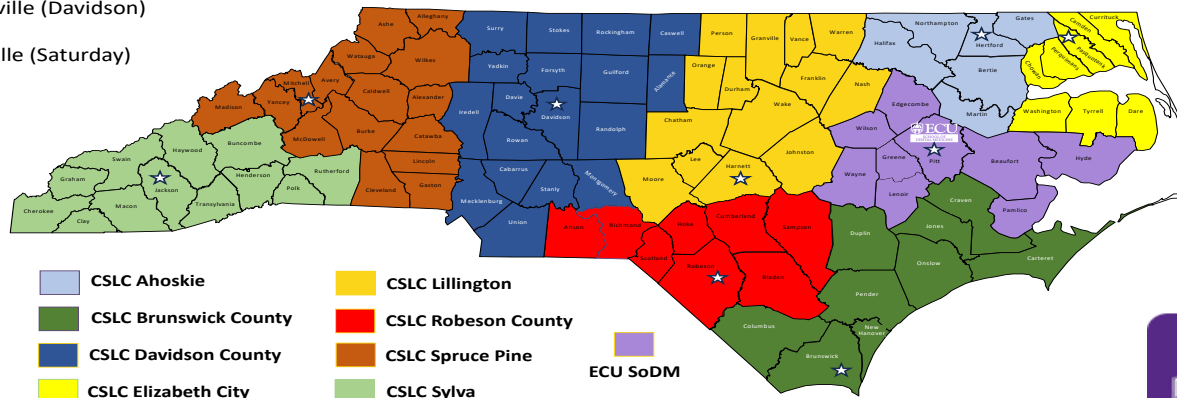 ville (Davidson)
lle (Saturday)
Ashe
Alleghany
Surry
Stokes
Rockingham
Caswell
Person
Granville
Vance
Warren
Northampton
Gates
Currituck
Camden
Pasquotank
Perquimans
Chowan
Halifax
Hertford
Bertie
Martin
Watauga
Wilkes
Yadkin
Forsyth
Guilford
Alamance
Orange
Durham
Franklin
Nash
Edgecombe
Washington
Tyrrell
Dare
Mitchell
Avery
Caldwell
Alexander
Madison
Yancey
Iredell
Davie
Davidson
Randolph
Chatham
Wake
Wilson
ECU
Pitt
Greene
Beaufort
Hyde
McDowell
Burke
Catawba
Rowan
Lee
Harnett
Johnston
Wayne
Lenoir
Craven
Pamlico
Swain
Haywood
Buncombe
Rutherford
Lincoln
Cleveland
Gaston
Cabarrus
Stanly
Montgomery
Moore
Graham
Jackson
Henderson
Polk
Transylvania
Macon
Cherokee
Clay
Mecklenburg
Union
Anson
Richmond
Hoke
Cumberland
Sampson
Duplin
Jones
Onslow
Carteret
Scotland
Robeson
Bladen
Pender
Columbus
New
Hanover
Brunswick
CSLC Ahoskie
CSLC Lillington
CSLC Brunswick County
CSLC Robeson County
CSLC Davidson County
CSLC Spruce Pine
ECU SoDM
CSLC Elizabeth City
CSLC Sylva